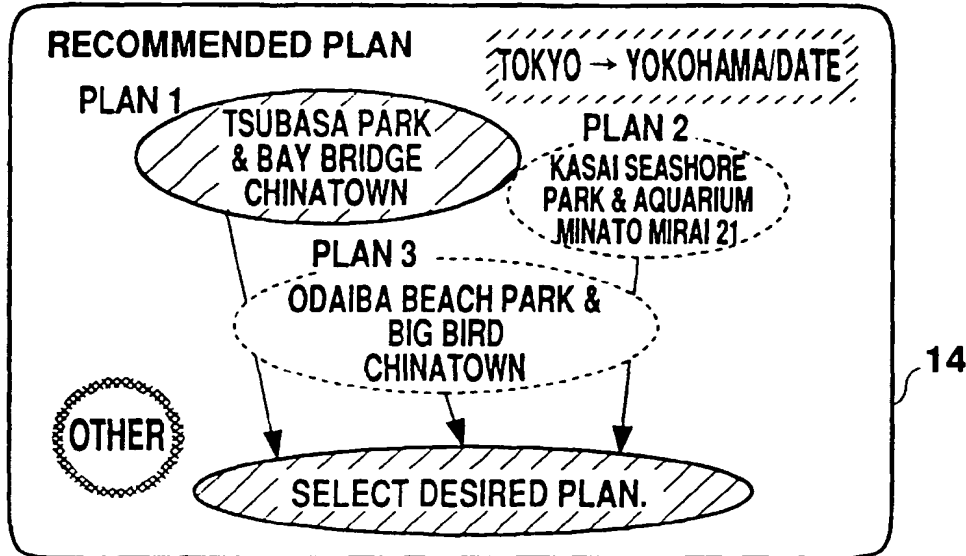 RECOMMENDED PLAN
TOKYO → YOKOHAMA/DATE
PLAN 1
TSUBASA PARK
& BAY BRIDGE
CHINATOWN
PLAN 2
KASAI SEASHORE
PARK & AQUARIUM
MINATO MIRAI 21
PLAN 3
ODAIBA BEACH PARK &
BIG BIRD
CHINATOWN
14
OTHER
SELECT DESIRED PLAN.